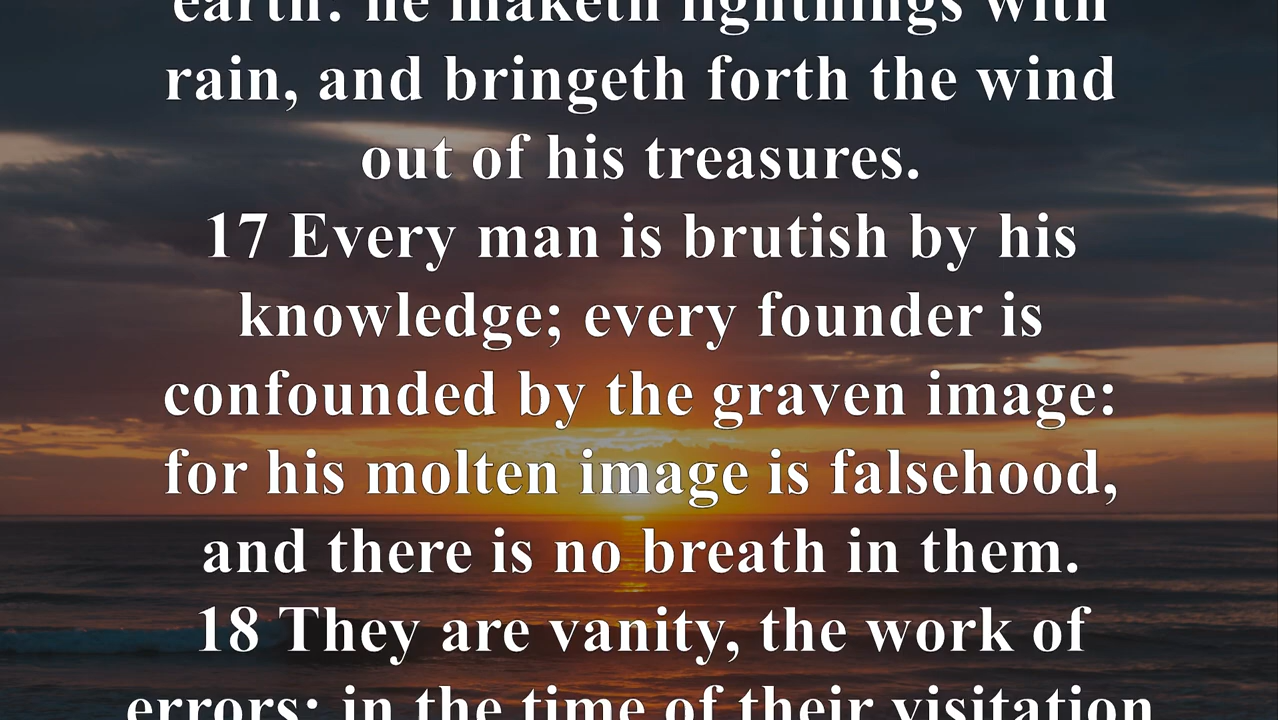 earth: he maketh lightnings with
rain, and bringeth forth the wind
out of his treasures.
17 Every man is brutish by his
knowledge; every founder is
confounded by the graven image:
for his molten image is falsehood,
and there is no breath in them.
18 They are vanity, the work of
errors: in the time of their visitation